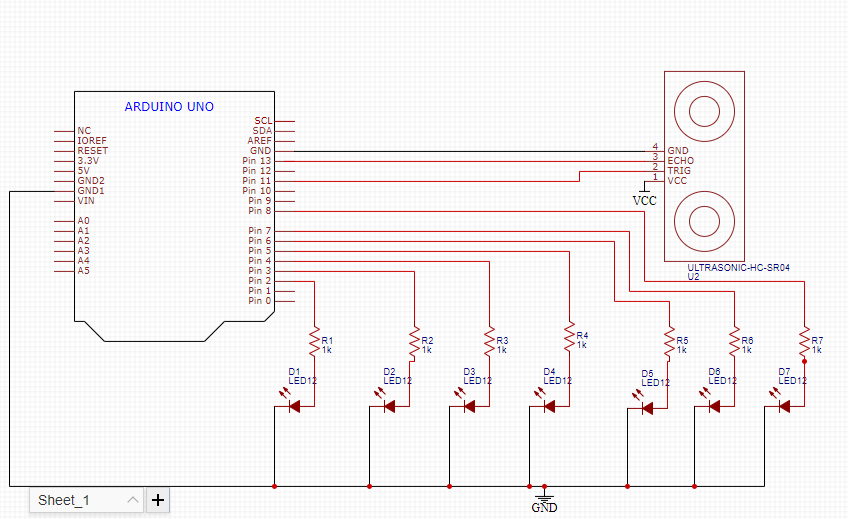 ARDUINO UNO
NC
IOREF
RESET
3.3V
5V
GND2
GND1
VIN
A0
A1
A2
A3
A4
A5
SCL
SDA
AREF
GND
Pin 13
Pin 12
Pin 11
Pin 10
Pin 9
Pin 8
Pin 7
Pin 6
Pin 5
Pin 4
Pin 3
Pin 2
Pin 1
Pin 0
4 GND
3 ECHO
2 TRIG
1 VCC
VCC
ULTRASONIC-HC-SR04
U2
R1
1k
R2
1k
R3
1k
R4
1k
R5
1k
R6
1k
R7
1k
D1
LED12
D2
LED12
D3
LED12
D4
LED12
D5
LED12
D6
LED12
D7
LED12
GND
Sheet_1